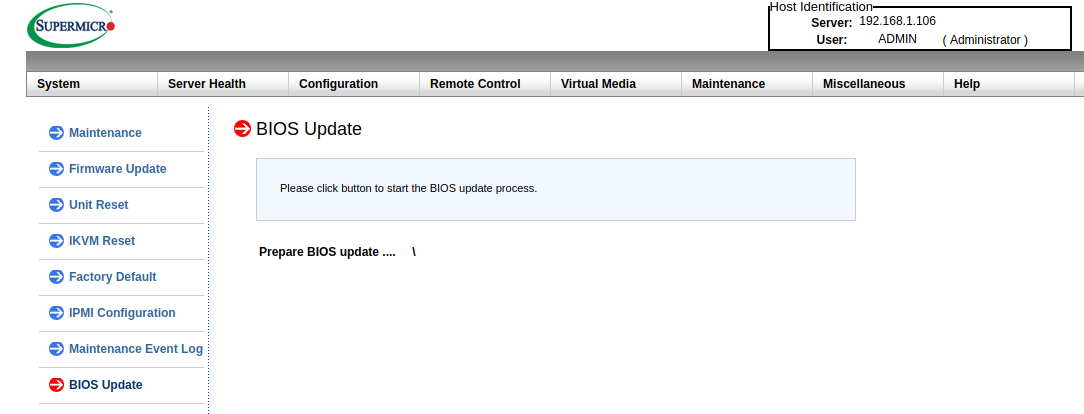 SUPERMICRO
Host Identification
Server: 192.168.1.106
User: ADMIN ( Administrator )
System Server Health Configuration Remote Control Virtual Media Maintenance Miscellaneous Help
Maintenance
Firmware Update
Unit Reset
IKVM Reset
Factory Default
IPMI Configuration
Maintenance Event Log
BIOS Update
BIOS Update
Please click button to start the BIOS update process.
Prepare BIOS update .... \